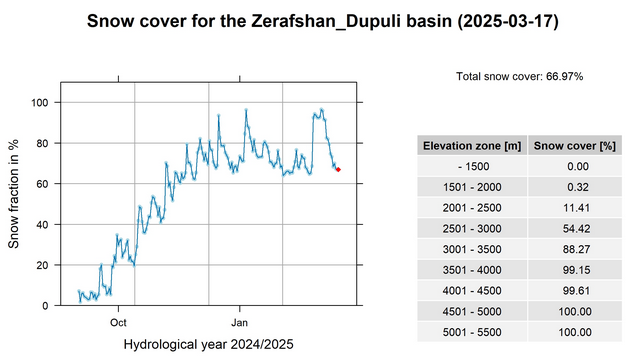 Snow cover for the Zerafshan_Dupuli basin (2025-03-17)
Total snow cover: 66.97%
Snow fraction in %
100
80
60
40
20
0
Oct Jan
Hydrological year 2024/2025
Elevation zone [m] Snow cover [%]
- 1500 0.00
1501 - 2000 0.32
2001 - 2500 11.41
2501 - 3000 54.42
3001 - 3500 88.27
3501 - 4000 99.15
4001 - 4500 99.61
4501 - 5000 100.00
5001 - 5500 100.00